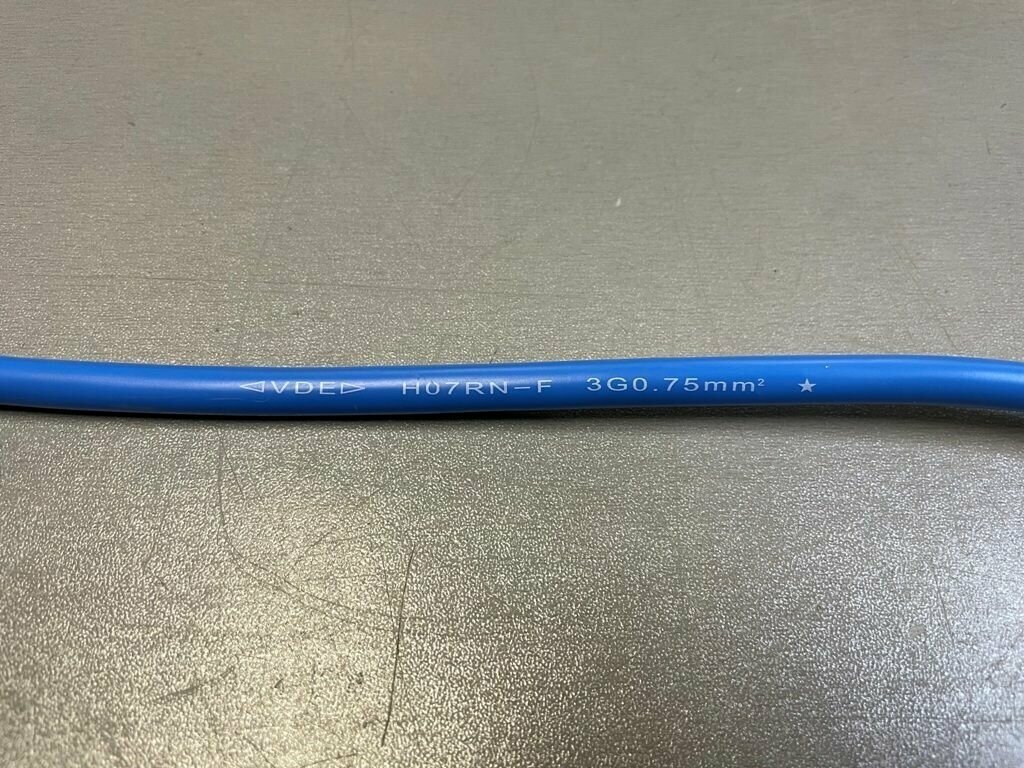 ◁VDE▷ H07RN-F 3G0.75mm² ★